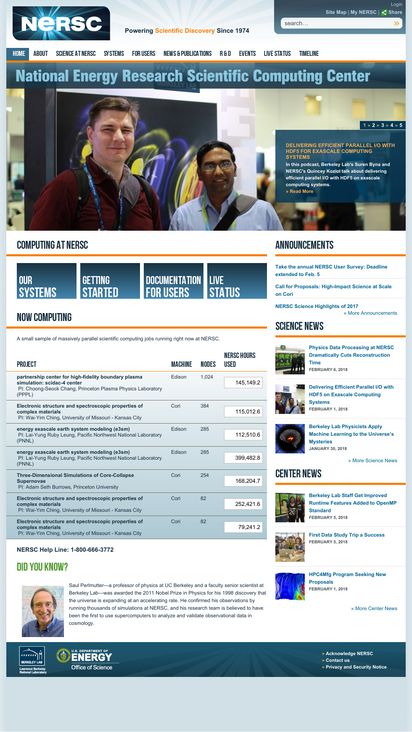 Login
Site Map | My NERSC | Share
NERSC
Powering Scientific Discovery Since 1974
search...
HOME ABOUT SCIENCE AT NERSC SYSTEMS FOR USERS NEWS & PUBLICATIONS R & D EVENTS LIVE STATUS TIMELINE
National Energy Research Scientific Computing Center
1 - 2 - 3 - 4 - 5
DELIVERING EFFICIENT PARALLEL I/O WITH
HDF5 FOR EXASCALE COMPUTING
SYSTEMS
In this podcast, Berkeley Lab's Suren Byna and
NERSC's Quincey Koziol talk about delivering
efficient parallel I/O with HDF5 on exascale
computing systems.
» Read More
COMPUTING AT NERSC
OUR
SYSTEMS
GETTING
STARTED
DOCUMENTATION
FOR USERS
LIVE
STATUS
NOW COMPUTING
A small sample of massively parallel scientific computing jobs running right now at NERSC.
PROJECT MACHINE NODES NERSC HOURS
USED
partnership center for high-fidelity boundary plasma
simulation: scidac-4 center
PI: Choong-Seock Chang, Princeton Plasma Physics Laboratory
(PPPL)
Edison 1,024 145,149.2
Electronic structure and spectroscopic properties of
complex materials
PI: Wai-Yim Ching, University of Missouri - Kansas City
Cori 384 115,012.6
energy exascale earth system modeling (e3sm)
PI: Lai-Yung Ruby Leung, Pacific Northwest National Laboratory
(PNNL)
Edison 285 112,510.6
energy exascale earth system modeling (e3sm)
PI: Lai-Yung Ruby Leung, Pacific Northwest National Laboratory
(PNNL)
Edison 285 399,482.8
Three-Dimensional Simulations of Core-Collapse
Supernovae
PI: Adam Seth Burrows, Princeton University
Cori 254 168,204.7
Electronic structure and spectroscopic properties of
complex materials
PI: Wai-Yim Ching, University of Missouri - Kansas City
Cori 82 252,421.6
Electronic structure and spectroscopic properties of
complex materials
PI: Wai-Yim Ching, University of Missouri - Kansas City
Cori 82 79,241.2
NERSC Help Line: 1-800-666-3772
DID YOU KNOW?
Saul Perlmutter—a professor of physics at UC Berkeley and a faculty senior scientist at
Berkeley Lab—was awarded the 2011 Nobel Prize in Physics for his 1998 discovery that
the universe is expanding at an accelerating rate. He confirmed his observations by
running thousands of simulations at NERSC, and his research team is believed to have
been the first to use supercomputers to analyze and validate observational data in
cosmology.
ANNOUNCEMENTS
Take the annual NERSC User Survey: Deadline
extended to Feb. 5
Call for Proposals: High-Impact Science at Scale
on Cori
NERSC Science Highlights of 2017
» More Announcements
SCIENCE NEWS
Physics Data Processing at NERSC
Dramatically Cuts Reconstruction
Time
FEBRUARY 6, 2018
Delivering Efficient Parallel I/O with
HDF5 for Exascale Computing
Systems
FEBRUARY 1, 2018
Berkeley Lab Physicists Apply
Machine Learning to the Universe's
Mysteries
JANUARY 30, 2018
» More Science News
CENTER NEWS
Berkeley Lab Staff Get Improved
Runtime Features Added to OpenMP
Standard
FEBRUARY 5, 2018
First Data Study Trip a Success
FEBRUARY 5, 2018
HPC4Mfg Program Seeking New
Proposals
FEBRUARY 1, 2018
» More Center News
BERKELEY LAB
Lawrence Berkeley
National Laboratory
U.S. DEPARTMENT OF
ENERGY
Office of Science
» Acknowledge NERSC
» Contact us
» Privacy and Security Notice